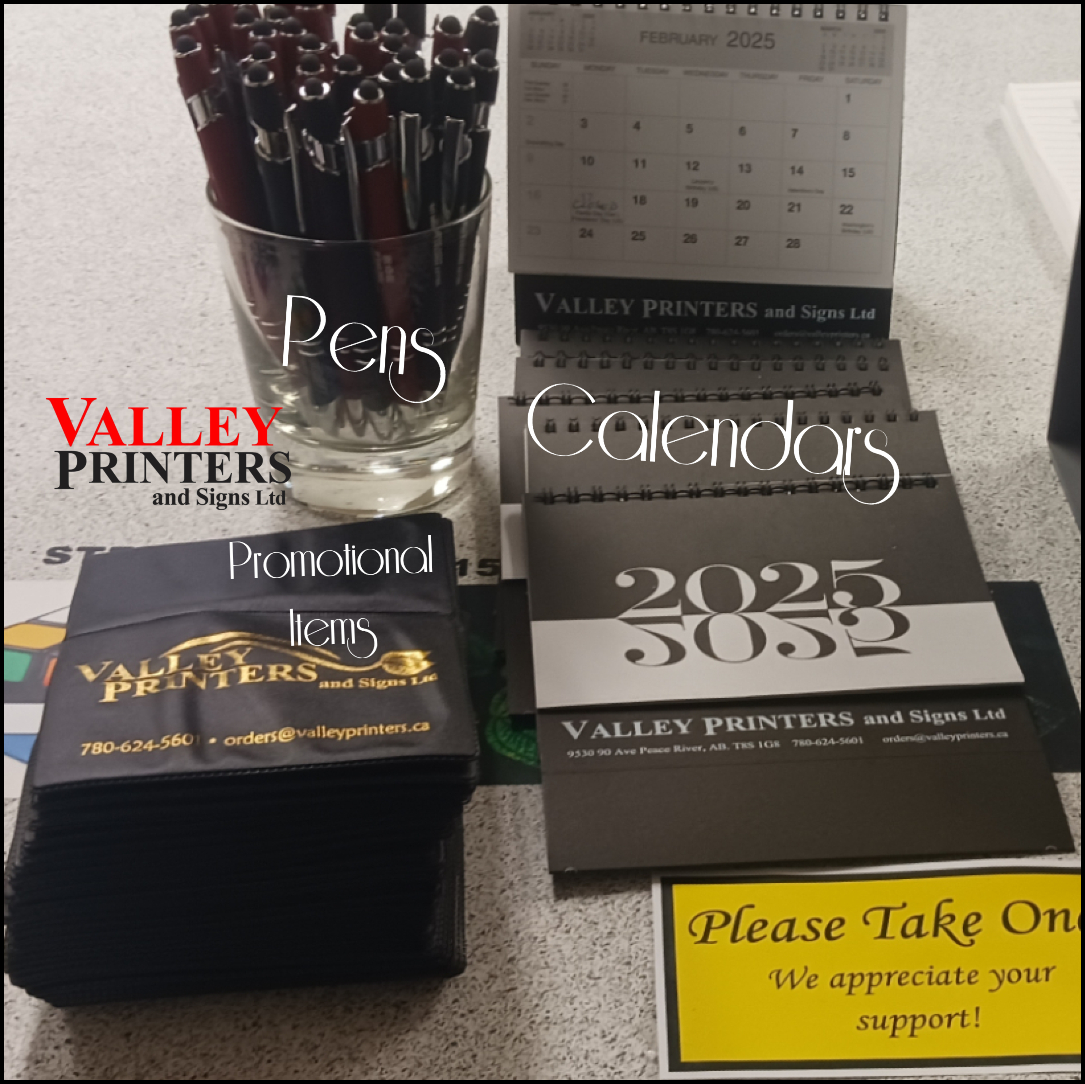 FEBRUARY 2025
SUNDAY MONDAY TUESDAY WEDNESDAY THURSDAY FRIDAY SATURDAY
1
2 3 4 5 6 7 8
9 10 11 12 13 14 15
16 18 19 20 21 22
23 24 25 26 27 28
VALLEY PRINTERS and Signs Ltd
Pens
Calendars
VALLEY
PRINTERS
and Signs Ltd
Promotional
Items
15
VALLEY
PRINTERS and Signs Ltd
780-624-5601 • orders@valleyprinters.ca
2025
2025
VALLEY PRINTERS and Signs Ltd
9530 90 Ave Peace River, AB. T8S 1G8 780-624-5601 orders@valleyprinters.ca
Please Take On
We appreciate your
support!